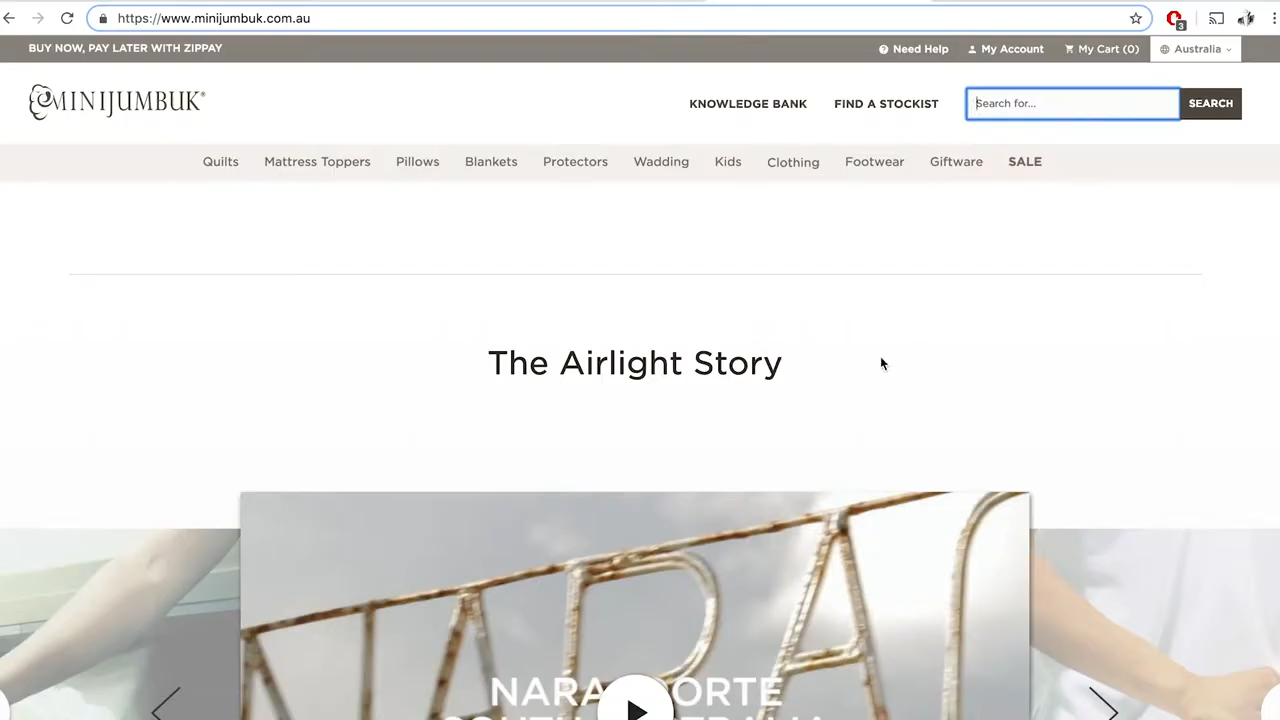 https://www.minijumbuk.com.au
3
BUY NOW, PAY LATER WITH ZIPPAY
Need Help My Account My Cart (0) Australia
MINIJUMBUK®
KNOWLEDGE BANK FIND A STOCKIST Search for... SEARCH
Quilts Mattress Toppers Pillows Blankets Protectors Wadding Kids Clothing Footwear Giftware SALE
The Airlight Story